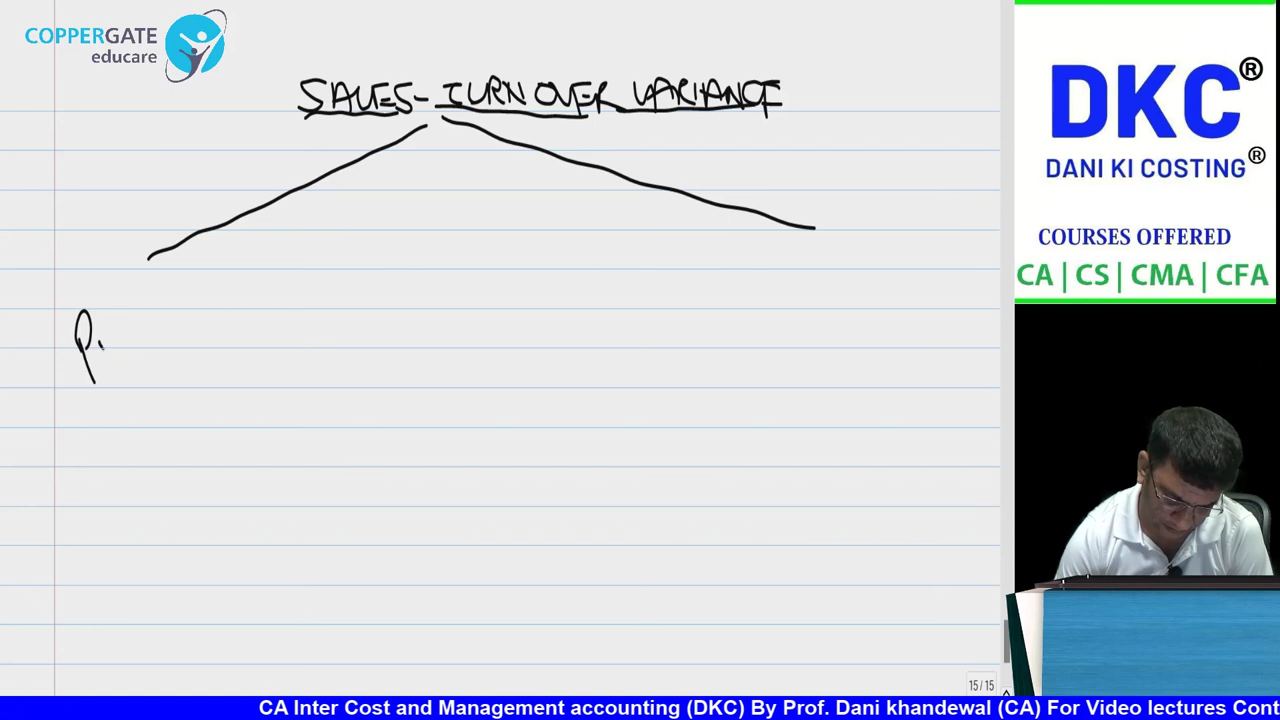 COPPERGATE
educare
SALES-TURNOVER VARIANCE
P.
15/15
DKC®
DANI KI COSTING®
COURSES OFFERED
CA | CS | CMA | CFA
CA Inter Cost and Management accounting (DKC) By Prof. Dani khandewal (CA) For Video lectures Cont